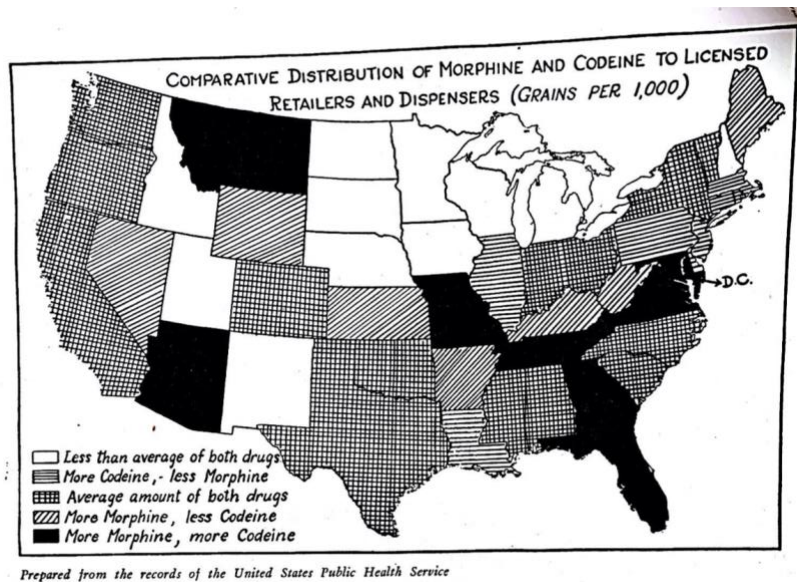 COMPARATIVE DISTRIBUTION OF MORPHINE AND CODEINE TO LICENSED
RETAILERS AND DISPENSERS (GRAINS PER 1,000)
D.C.
Less than average of both drugs
More Codeine,- less Morphine
Average amount of both drugs
More Morphine, less Codeine
More Morphine, more Codeine
Prepared from the records of the United States Public Health Service